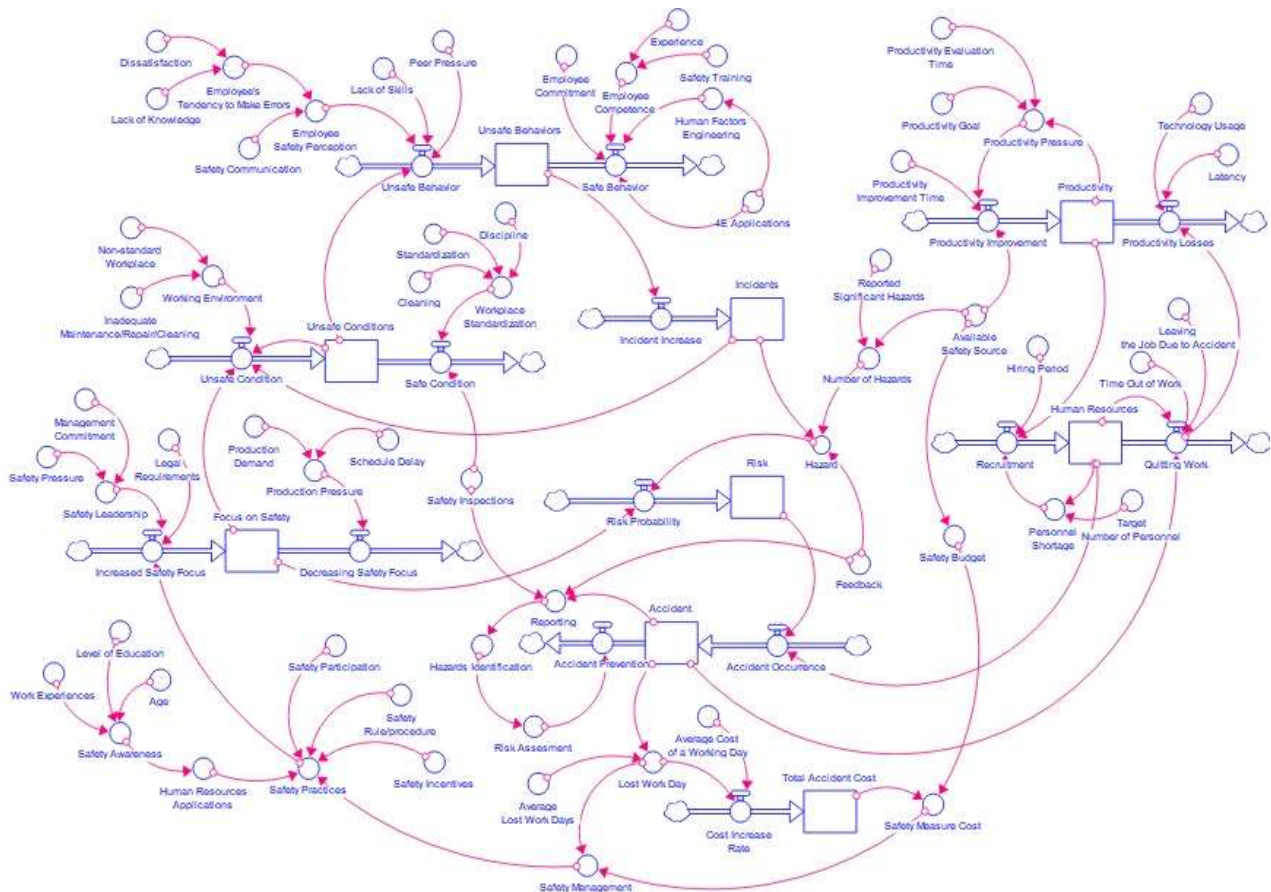 Dissatisfaction
Employee's
Tendency to Make Errors
Lack of Knowledge
Employee
Safety Perception
Safety Communication
Lack of Skills
Peer Pressure
Unsafe Behavior
Unsafe Behaviors
Employee
Commitment
Experience
Safety Training
Employee
Competence
Human Factors
Engineering
Safe Behavior
4E Applications
Productivity Evaluation
Time
Productivity Goal
Productivity Pressure
Technology Usage
Latency
Productivity
Improvement Time
Productivity
Productivity Improvement
Productivity Losses
Non-standard
Workplace
Working Environment
Inadequate
Maintenance/Repair/Cleaning
Standardization
Discipline
Cleaning
Workplace
Standardization
Unsafe Conditions
Unsafe Condition
Safe Condition
Incidents
Incident Increase
Reported
Significant Hazards
Available
Safety Source
Number of Hazards
Leaving
the Job Due to Accident
Hiring Period
Time Out of Work
Human Resources
Recruitment
Quitting Work
Personnel
Shortage
Target
Number of Personnel
Management
Commitment
Safety Pressure
Legal
Requirements
Safety Leadership
Production
Demand
Schedule Delay
Production Pressure
Safety Inspections
Focus on Safety
Increased Safety Focus
Decreasing Safety Focus
Hazard
Risk
Risk Probability
Safety Budget
Feedback
Reporting
Accident
Hazards Identification
Accident Prevention
Accident Occurrence
Level of Education
Work Experiences
Age
Safety Awareness
Safety Participation
Safety
Rule/procedure
Safety Incentives
Human Resources
Applications
Safety Practices
Risk Assesment
Average Cost
of a Working Day
Average
Lost Work Days
Lost Work Day
Total Accident Cost
Cost Increase
Rate
Safety Measure Cost
Safety Management